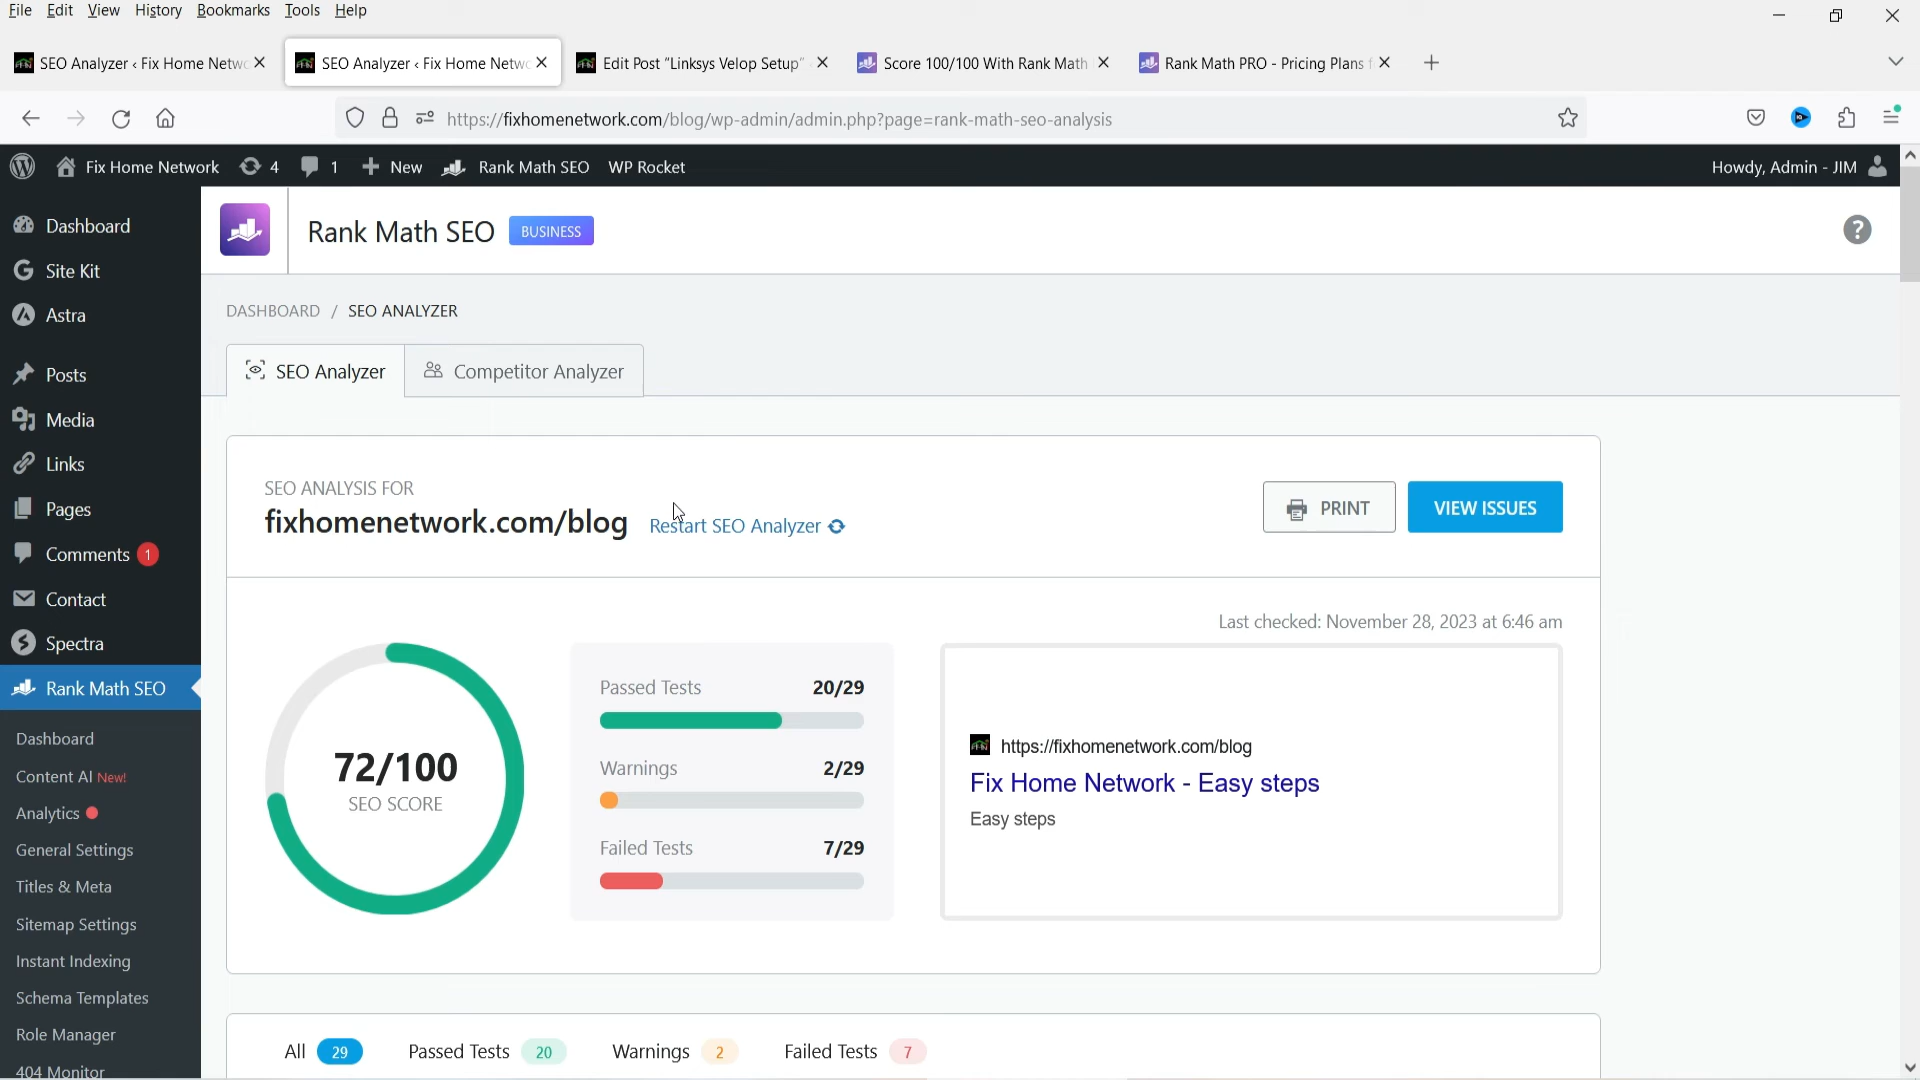 File Edit View History Bookmarks Tools Help
SEO Analyzer ‹ Fix Home Netw
SEO Analyzer ‹ Fix Home Netwo
Edit Post "Linksys Velop Setup"
Score 100/100 With Rank Math
Rank Math PRO - Pricing Plans f
https://fixhomenetwork.com/blog/wp-admin/admin.php?page=rank-math-seo-analysis
Fix Home Network 4 1 New Rank Math SEO WP Rocket Howdy, Admin - JIM
Dashboard
Site Kit
Astra
Posts
Media
Links
Pages
Comments 1
Contact
Spectra
Rank Math SEO
Dashboard
Content AI New!
Analytics
General Settings
Titles & Meta
Sitemap Settings
Instant Indexing
Schema Templates
Role Manager
404 Monitor
Rank Math SEO BUSINESS ?
DASHBOARD / SEO ANALYZER
SEO Analyzer Competitor Analyzer
SEO ANALYSIS FOR
fixhomenetwork.com/blog Restart SEO Analyzer
PRINT VIEW ISSUES
Last checked: November 28, 2023 at 6:46 am
72/100
SEO SCORE
Passed Tests 20/29
Warnings 2/29
Failed Tests 7/29
https://fixhomenetwork.com/blog
Fix Home Network - Easy steps
Easy steps
All 29 Passed Tests 20 Warnings 2 Failed Tests 7